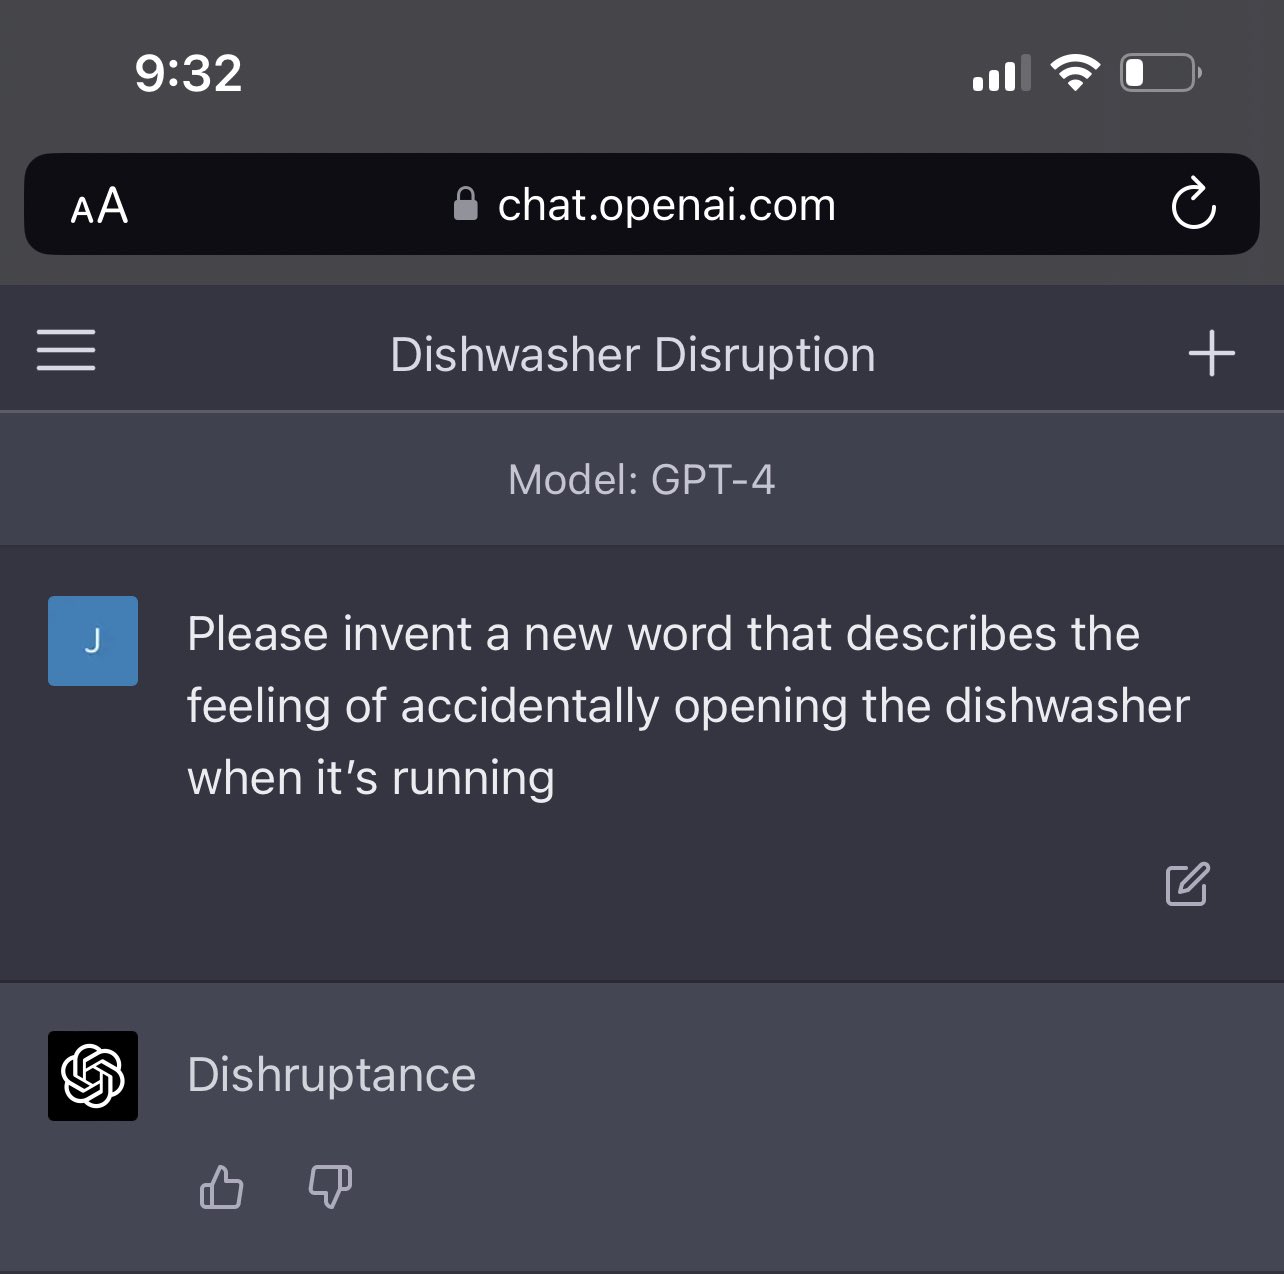 9:32
AA chat.openai.com
Dishwasher Disruption
Model: GPT-4
J
Please invent a new word that describes the
feeling of accidentally opening the dishwasher
when it’s running
Dishruptance